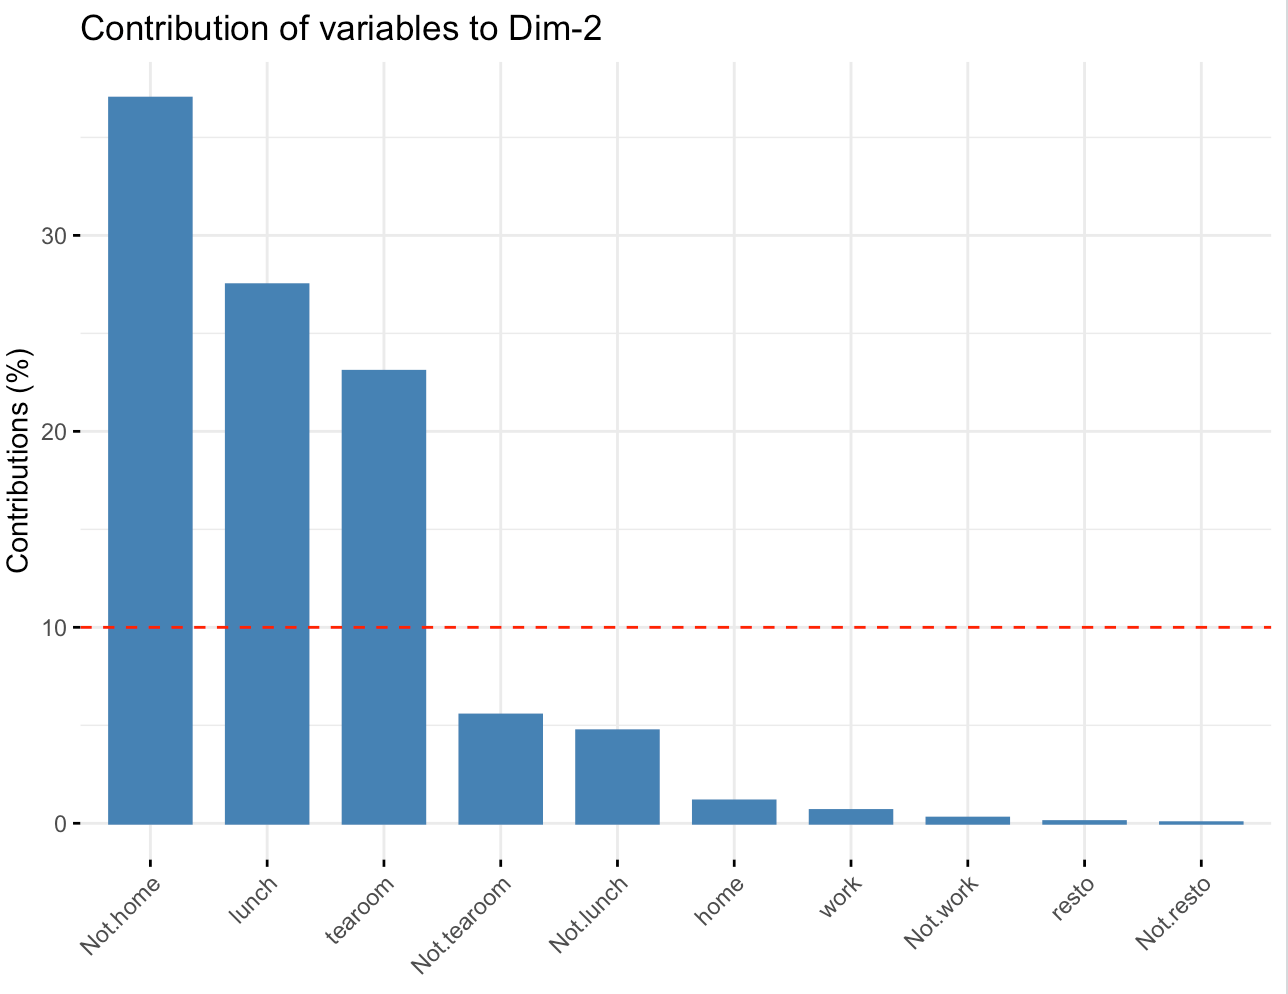 Contribution of variables to Dim-2
Contributions (%)
30
20
10
0
Not.home
lunch
tearoom
Not.tearoom
Not.lunch
home
work
Not.work
resto
Not.resto